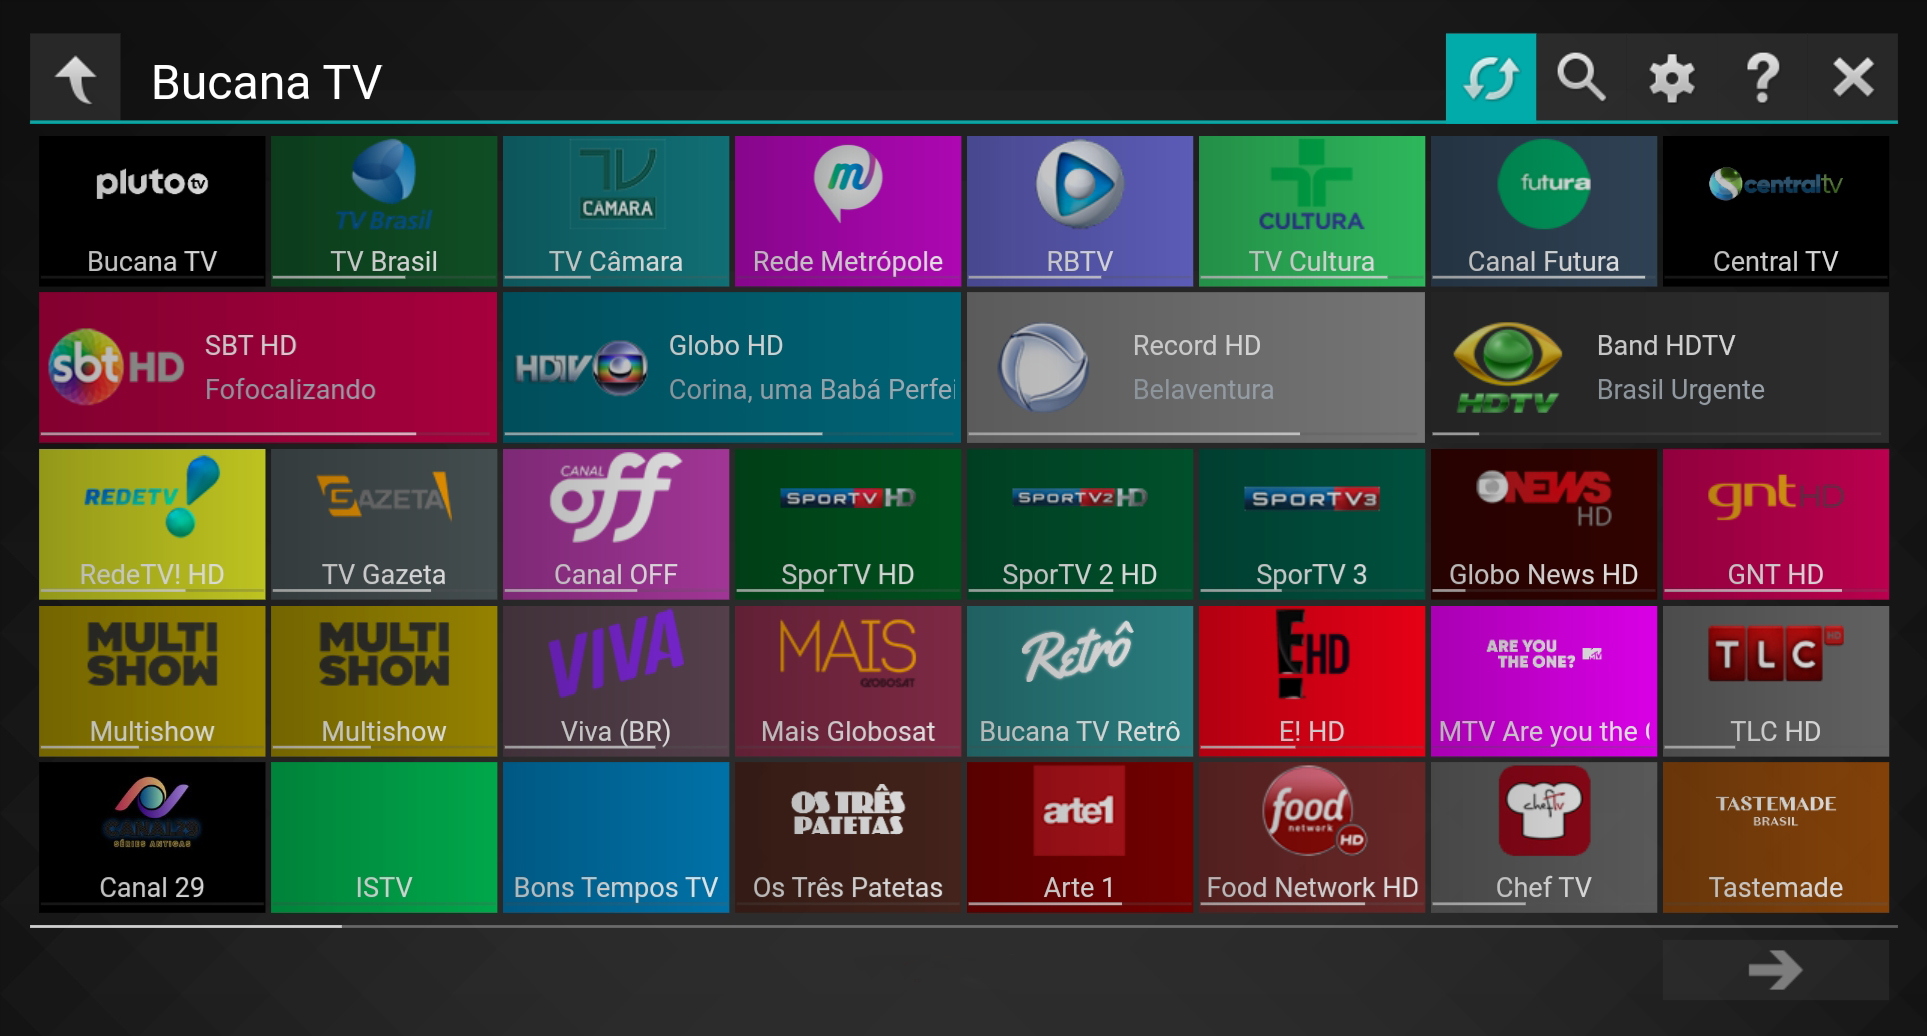 Bucana TV
pluto tv
Bucana TV
TV Brasil
TV Brasil
TV
CÂMARA
TV Câmara
m
Rede Metrópole
RBTV
CULTURA
TV Cultura
futura
Canal Futura
centraltv
Central TV
sbt HD
SBT HD
Fofocalizando
HDTV
Globo HD
Corina, uma Babá Perfei
Record HD
Belaventura
HDTV
Band HDTV
Brasil Urgente
REDETV!
RedeTV! HD
GAZETA
TV Gazeta
CANAL
off
Canal OFF
SPORTV HD
SporTV HD
SPORTV2 HD
SporTV 2 HD
SPORTV3
SporTV 3
NEWS
HD
Globo News HD
gnt HD
GNT HD
MULTI
SHOW
Multishow
MULTI
SHOW
Multishow
VIVA
Viva (BR)
MAIS
GLOBOSAT
Mais Globosat
Retrô
Bucana TV Retrô
E! HD
E! HD
ARE YOU
THE ONE? MTV
MTV Are you the
TLC HD
TLC HD
CANAL29
SÉRIES ANTIGAS
Canal 29
ISTV
Bons Tempos TV
OS TRÊS
PATETAS
Os Três Patetas
arte1
Arte 1
food
network
HD
Food Network HD
chefTV
Chef TV
TASTEMADE
BRASIL
Tastemade